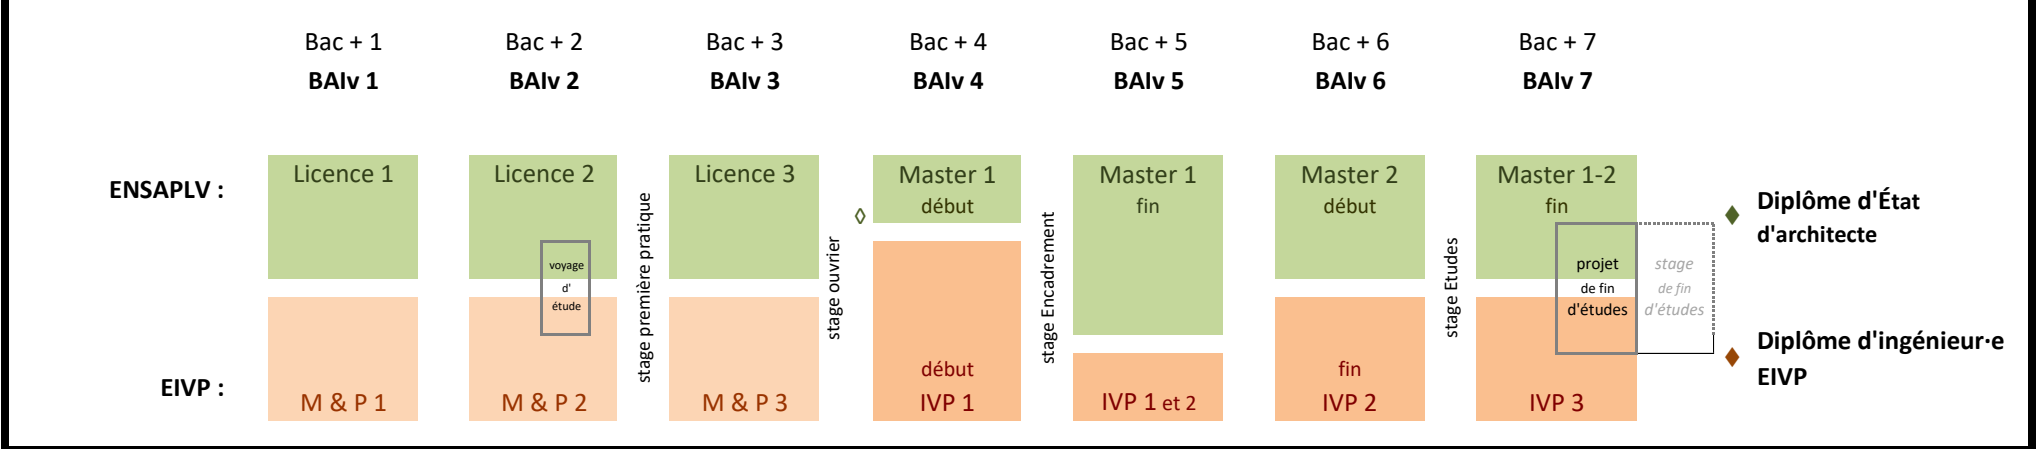 Bac + 1 Bac + 2 Bac + 3 Bac + 4 Bac + 5 Bac + 6 Bac + 7
BAIv 1 BAIv 2 BAIv 3 BAIv 4 BAIv 5 BAIv 6 BAIv 7
ENSAPLV :
Licence 1
Licence 2
Licence 3
Master 1
début
Master 1
fin
Master 2
début
Master 1-2
fin
voyage
d'
étude
stage première pratique
stage ouvrier
stage Encadrement
stage Etudes
projet
de fin
d'études
stage
de fin
d'études
Diplôme d'État
d'architecte
EIVP :
M & P 1
M & P 2
M & P 3
début
IVP 1
IVP 1 et 2
fin
IVP 2
IVP 3
Diplôme d'ingénieur·e
EIVP